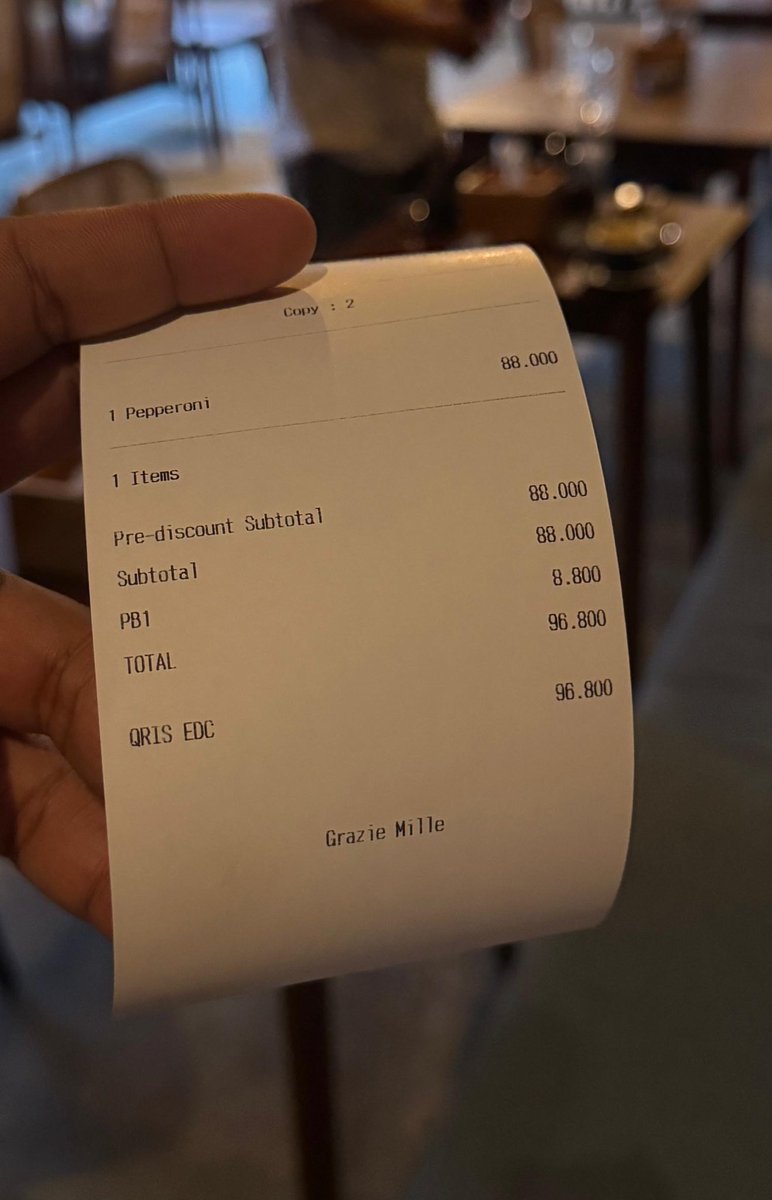 Copy : 2
1 Pepperoni 88.000
1 Items
Pre-discount Subtotal 88.000
Subtotal 88.000
PB1 8.800
TOTAL 96.800
QRIS EDC 96.800
Grazie Mille